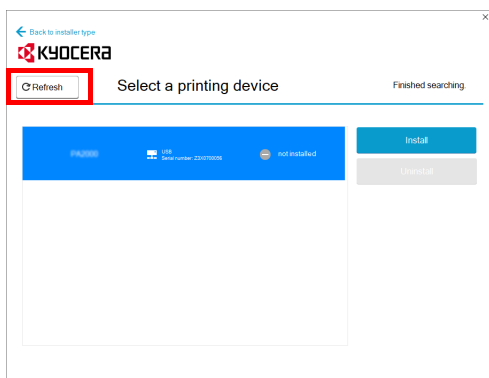 Back to installer type
KYOCERA
Refresh
Select a printing device
Finished searching.
PA2000
USB
Serial number: Z3X0700056
not installed
Install
Uninstall